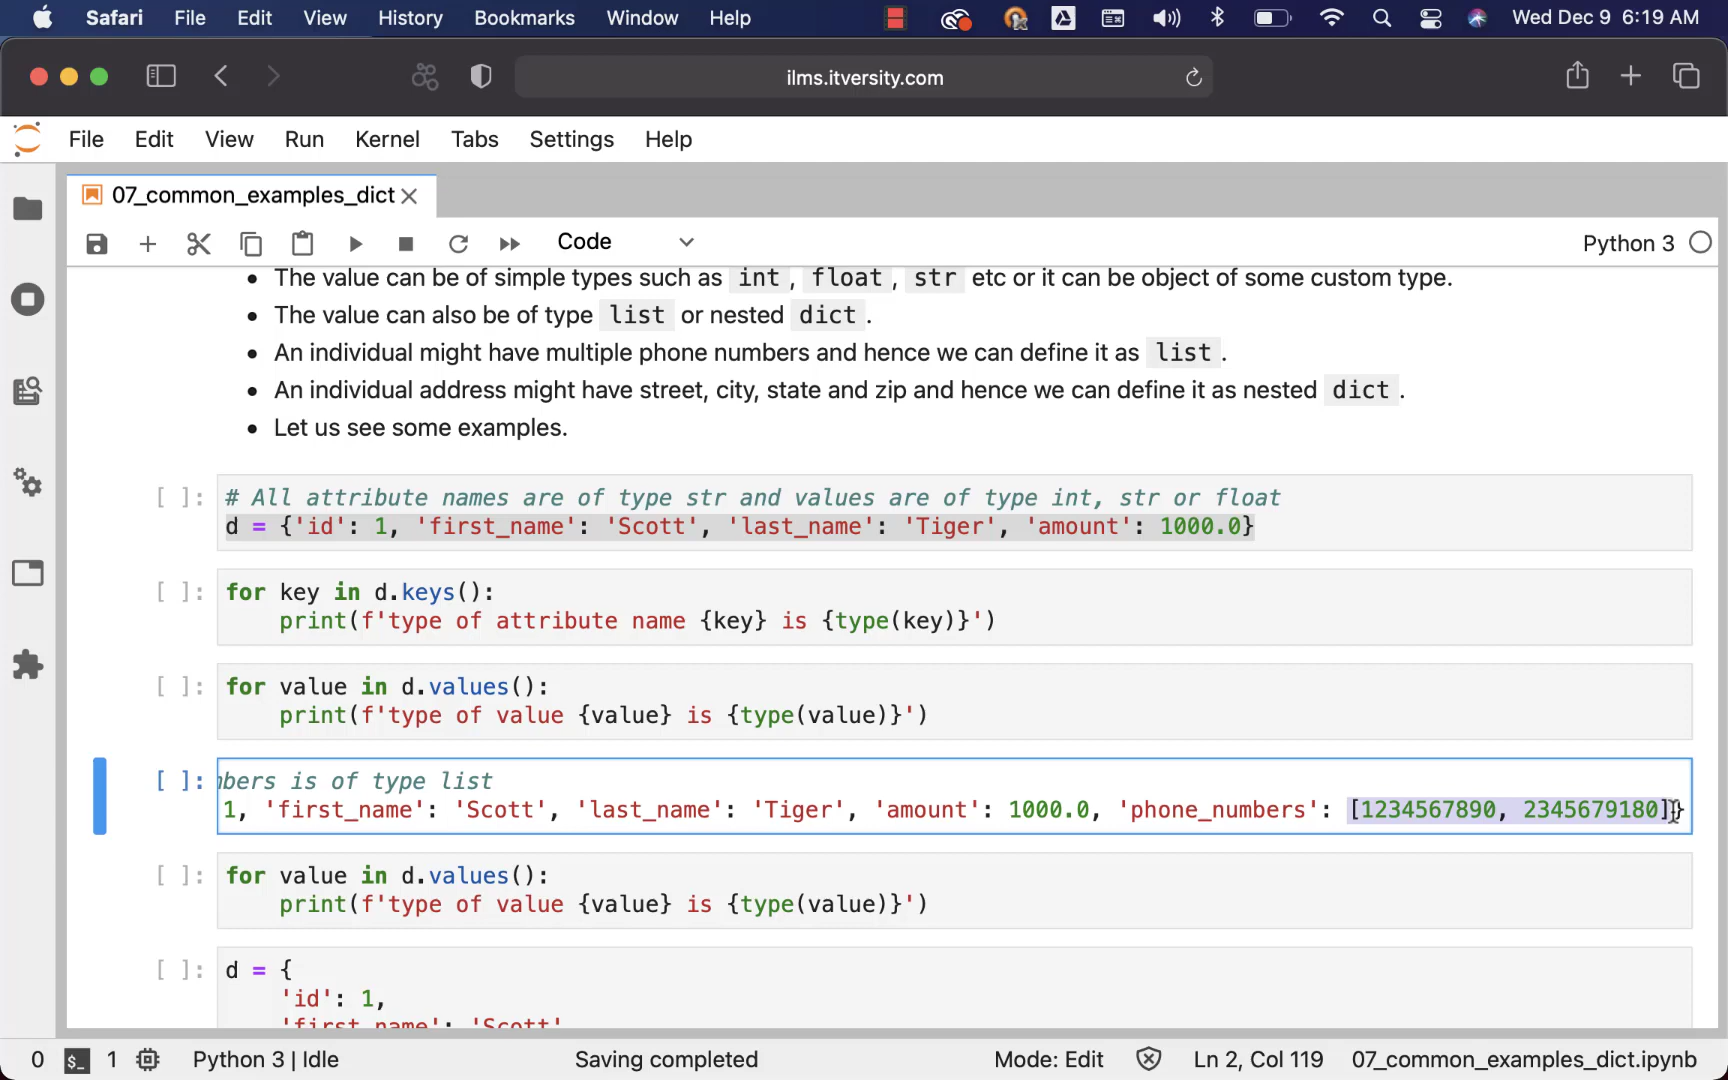 Safari File Edit View History Bookmarks Window Help Wed Dec 9 6:19 AM
ilms.itversity.com
File Edit View Run Kernel Tabs Settings Help
07_common_examples_dict
Code Python 3
• The value can be of simple types such as int, float, str etc or it can be object of some custom type.
• The value can also be of type list or nested dict.
• An individual might have multiple phone numbers and hence we can define it as list.
• An individual address might have street, city, state and zip and hence we can define it as nested dict.
• Let us see some examples.
[ ]: # All attribute names are of type str and values are of type int, str or float
d = {'id': 1, 'first_name': 'Scott', 'last_name': 'Tiger', 'amount': 1000.0}
[ ]: for key in d.keys():
print(f'type of attribute name {key} is {type(key)}')
[ ]: for value in d.values():
print(f'type of value {value} is {type(value)}')
[ ]: mbers is of type list
1, 'first_name': 'Scott', 'last_name': 'Tiger', 'amount': 1000.0, 'phone_numbers': [1234567890, 2345679180]}
[ ]: for value in d.values():
print(f'type of value {value} is {type(value)}')
[ ]: d = {
'id': 1,
'first_name': 'Scott'
0 $_ 1 Python 3 | Idle Saving completed Mode: Edit Ln 2, Col 119 07_common_examples_dict.ipynb